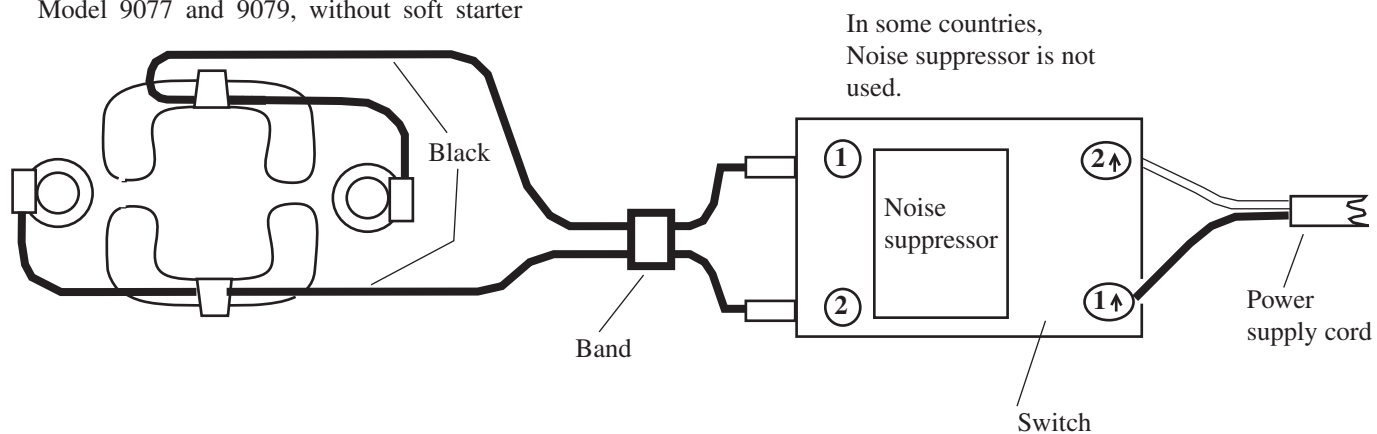 Model 9077 and 9079, without soft starter
In some countries,
Noise suppressor is not
used.
Black
1
2↑
Noise
suppressor
2
1↑
Power
supply cord
Band
Switch